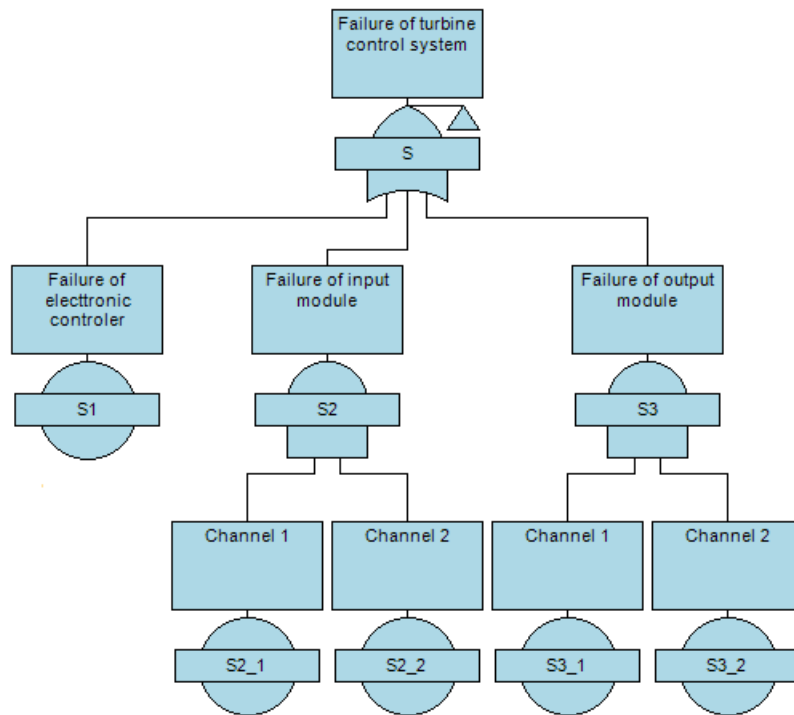 Failure of turbine
control system
S
Failure of
electtronic
controler
Failure of input
module
Failure of output
module
S1
S2
S3
Channel 1
Channel 2
Channel 1
Channel 2
S2_1
S2_2
S3_1
S3_2